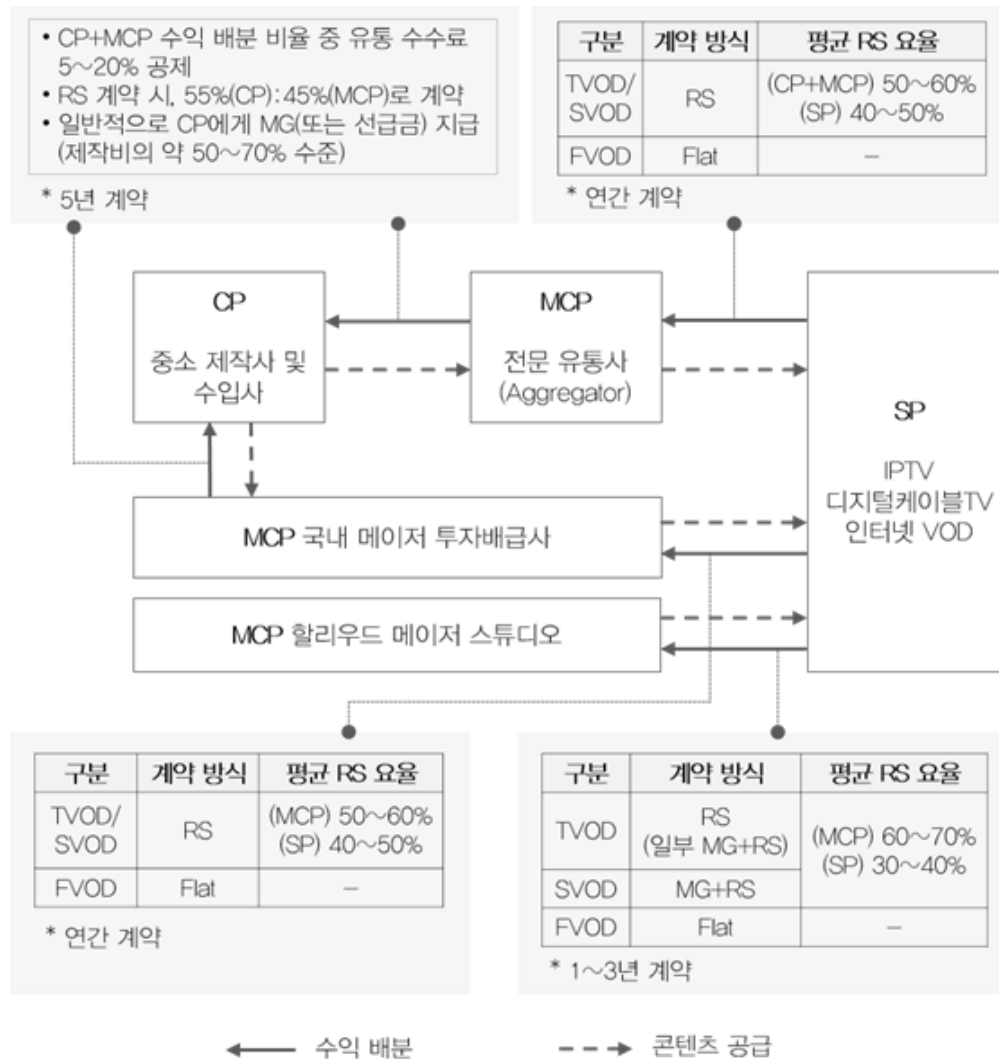 • CP+MCP 수익 배분 비율 중 유통 수수료
5～20% 공제
• RS 계약 시, 55%(CP):45%(MCP)로 계약
• 일반적으로 CP에게 MG(또는 선급금) 지급
(제작비의 약 50～70% 수준)
* 5년 계약
구분 계약 방식 평균 RS 요율
TVOD/
SVOD
RS
(CP+MCP) 50～60%
(SP) 40～50%
FVOD Flat –
* 연간 계약
CP
중소 제작사 및
수입사
MCP
전문 유통사
(Aggregator)
SP
IPTV
디지털케이블TV
인터넷 VOD
MCP 국내 메이저 투자배급사
MCP 할리우드 메이저 스튜디오
구분 계약 방식 평균 RS 요율
TVOD/
SVOD
RS
(MCP) 50～60%
(SP) 40～50%
FVOD Flat –
* 연간 계약
구분 계약 방식 평균 RS 요율
TVOD
RS
(일부 MG+RS)
(MCP) 60～70%
(SP) 30～40%
SVOD MG+RS
FVOD Flat –
* 1～3년 계약
수익 배분
콘텐츠 공급